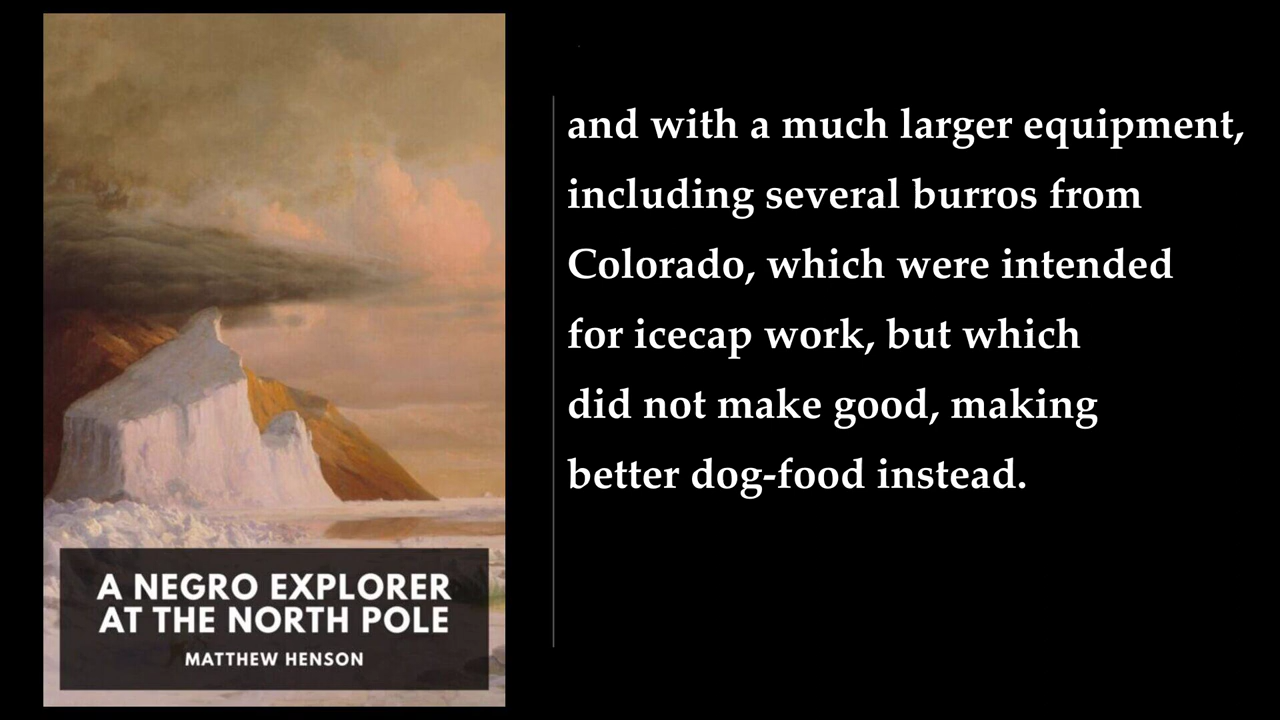 and with a much larger equipment,
including several burros from
Colorado, which were intended
for icecap work, but which
did not make good, making
better dog-food instead.
A NEGRO EXPLORER
AT THE NORTH POLE
MATTHEW HENSON